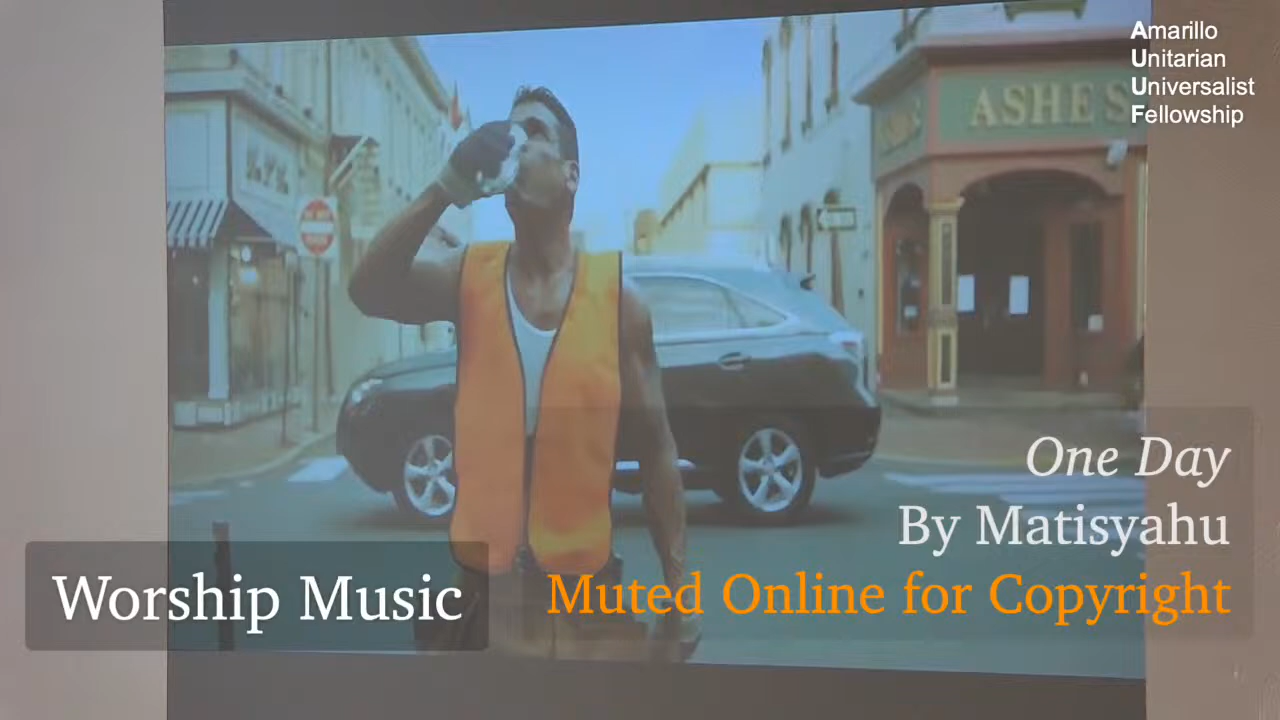 Amarillo
Unitarian
Universalist
Fellowship
ASHE S
One Day
By Matisyahu
Muted Online for Copyright
Worship Music